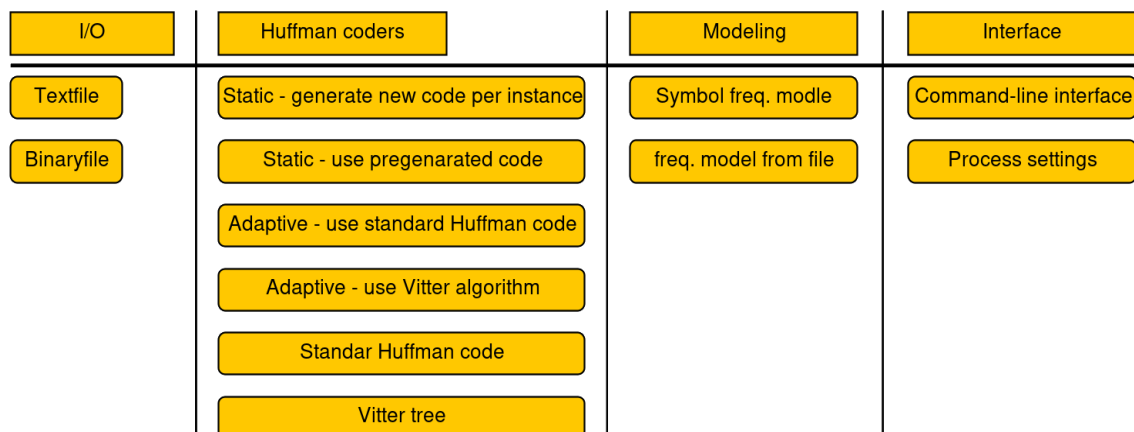 I/O
Huffman coders
Modeling
Interface
Textfile
Static - generate new code per instance
Symbol freq. modle
Command-line interface
Binaryfile
Static - use pregenarated code
freq. model from file
Process settings
Adaptive - use standard Huffman code
Adaptive - use Vitter algorithm
Standar Huffman code
Vitter tree